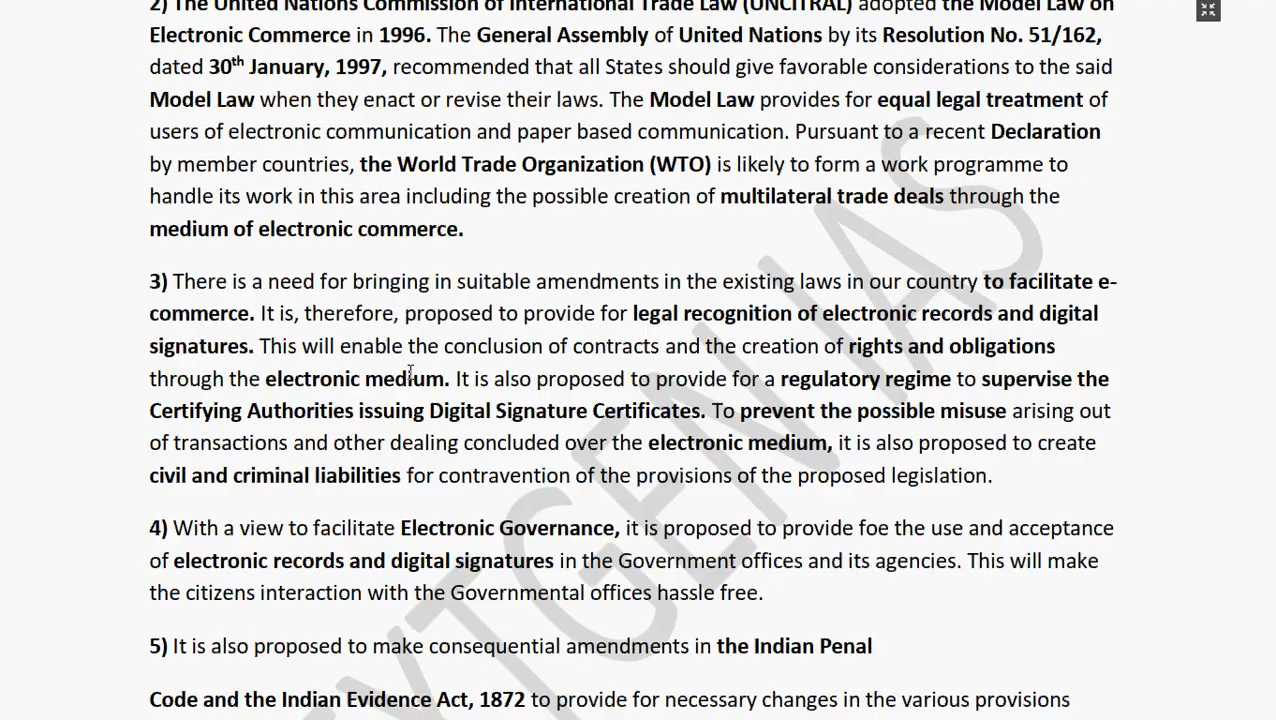 2) The United Nations Commission of International Trade Law (UNCITRAL) adopted the Model Law on
Electronic Commerce in 1996. The General Assembly of United Nations by its Resolution No. 51/162,
dated 30th January, 1997, recommended that all States should give favorable considerations to the said
Model Law when they enact or revise their laws. The Model Law provides for equal legal treatment of
users of electronic communication and paper based communication. Pursuant to a recent Declaration
by member countries, the World Trade Organization (WTO) is likely to form a work programme to
handle its work in this area including the possible creation of multilateral trade deals through the
medium of electronic commerce.
3) There is a need for bringing in suitable amendments in the existing laws in our country to facilitate e-
commerce. It is, therefore, proposed to provide for legal recognition of electronic records and digital
signatures. This will enable the conclusion of contracts and the creation of rights and obligations
through the electronic medium. It is also proposed to provide for a regulatory regime to supervise the
Certifying Authorities issuing Digital Signature Certificates. To prevent the possible misuse arising out
of transactions and other dealing concluded over the electronic medium, it is also proposed to create
civil and criminal liabilities for contravention of the provisions of the proposed legislation.
4) With a view to facilitate Electronic Governance, it is proposed to provide foe the use and acceptance
of electronic records and digital signatures in the Government offices and its agencies. This will make
the citizens interaction with the Governmental offices hassle free.
5) It is also proposed to make consequential amendments in the Indian Penal
Code and the Indian Evidence Act, 1872 to provide for necessary changes in the various provisions
XTGEN IAS